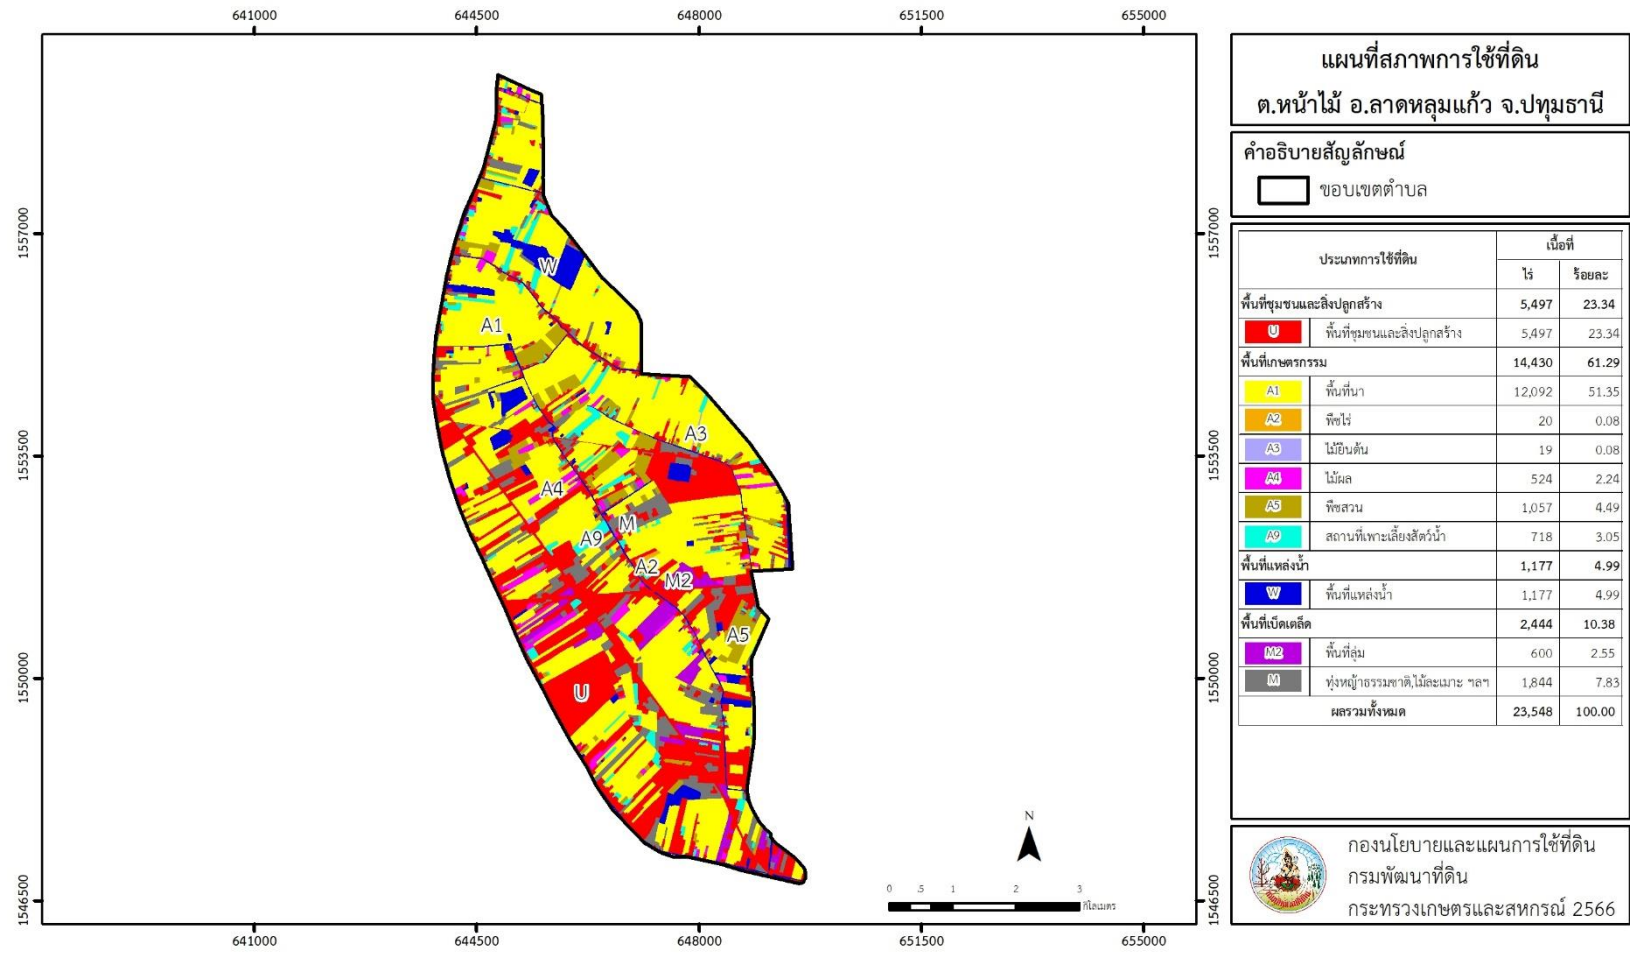 641000 644500 648000 651500 655000
1557000 1557000
1553500 1553500
1550000 1550000
1546500 1546500
W
A1
A3
A4
M
A9
A2
M2
A5
U
N
0 .5 1 2 3
กิโลเมตร
641000 644500 648000 651500 655000
แผนที่สภาพการใช้ที่ดิน
ต.หน้าไม้ อ.ลาดหลุมแก้ว จ.ปทุมธานี
คำอธิบายสัญลักษณ์
ขอบเขตตำบล
ประเภทการใช้ที่ดิน เนื้อที่
ไร่ ร้อยละ
พื้นที่ชุมชนและสิ่งปลูกสร้าง 5,497 23.34
U พื้นที่ชุมชนและสิ่งปลูกสร้าง 5,497 23.34
พื้นที่เกษตรกรรม 14,430 61.29
A1 พื้นที่นา 12,092 51.35
A2 พืชไร่ 20 0.08
A3 ไม้ยืนต้น 19 0.08
A4 ไม้ผล 524 2.24
A5 พืชสวน 1,057 4.49
A9 สถานที่เพาะเลี้ยงสัตว์น้ำ 718 3.05
พื้นที่แหล่งน้ำ 1,177 4.99
W พื้นที่แหล่งน้ำ 1,177 4.99
พื้นที่เบ็ดเตล็ด 2,444 10.38
M2 พื้นที่ลุ่ม 600 2.55
M ทุ่งหญ้าธรรมชาติ,ไม้ละเมาะ ฯลฯ 1,844 7.83
ผลรวมทั้งหมด 23,548 100.00
กองนโยบายและแผนการใช้ที่ดิน
กรมพัฒนาที่ดิน
กระทรวงเกษตรและสหกรณ์ 2566